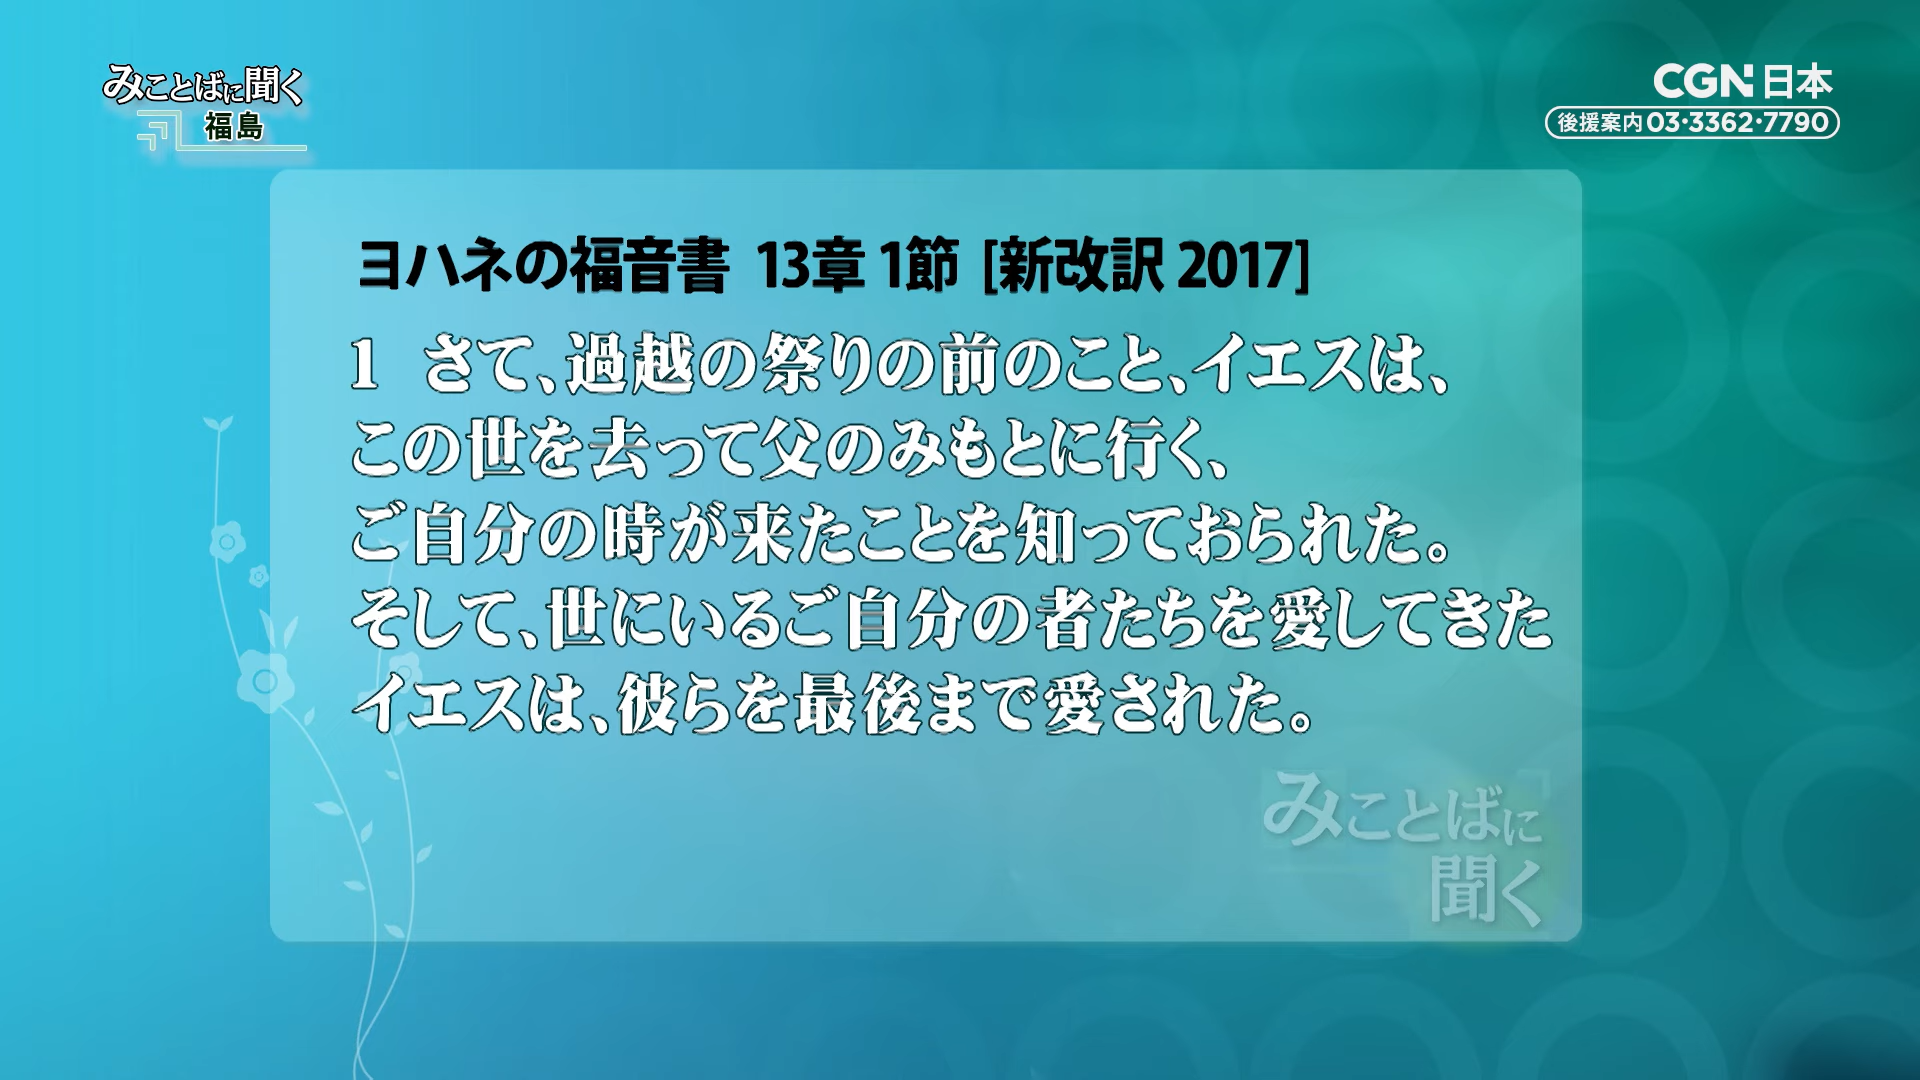 みことばに聞く
福島
CGN日本
後援案内 03·3362·7790
ヨハネの福音書 13章 1節 [新改訳 2017]
1 さて、過越の祭りの前のこと、イエスは、
この世を去って父のみもとに行く、
ご自分の時が来たことを知っておられた。
そして、世にいるご自分の者たちを愛してきた
イエスは、彼らを最後まで愛された。
みことばに
聞く